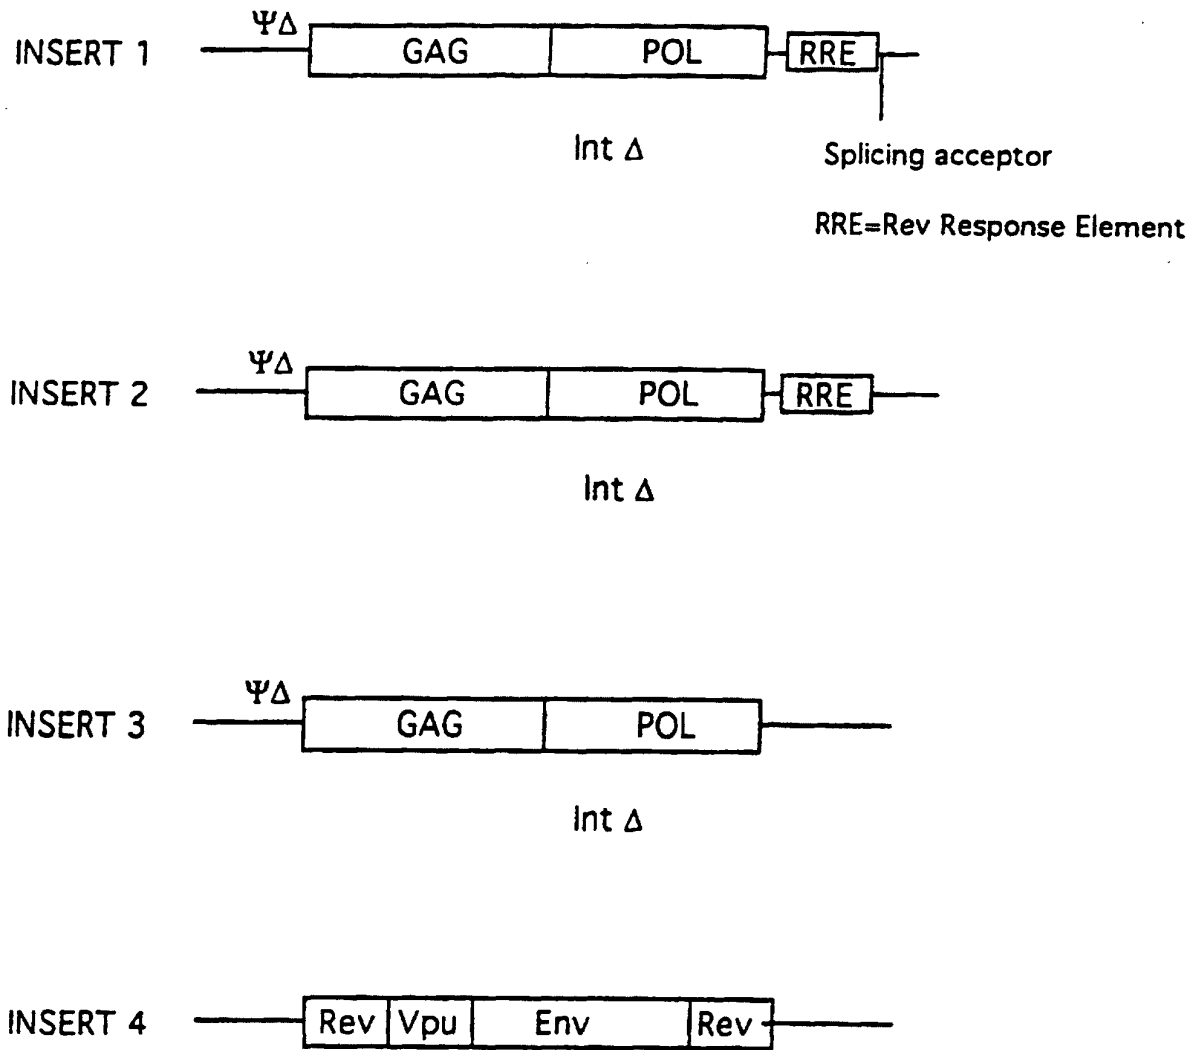 ΨΔ
INSERT 1 GAG POL RRE
Int Δ
Splicing acceptor
RRE=Rev Response Element
ΨΔ
INSERT 2 GAG POL RRE
Int Δ
ΨΔ
INSERT 3 GAG POL
Int Δ
INSERT 4 Rev Vpu Env Rev